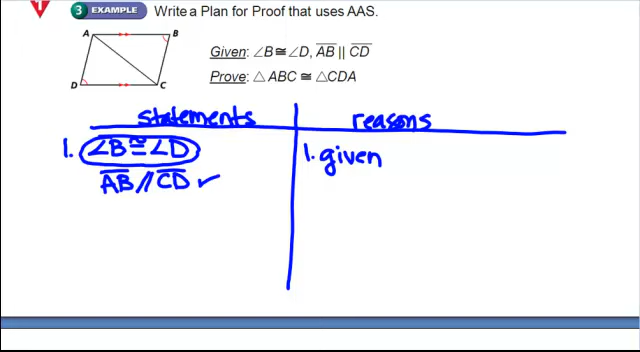 3 EXAMPLE Write a Plan for Proof that uses AAS.
A B
Given: ∠B ≅ ∠D, AB || CD
Prove: △ ABC ≅ △CDA
D C
statements reasons
1. ∠B ≅ ∠D 1. given
AB // CD ✓